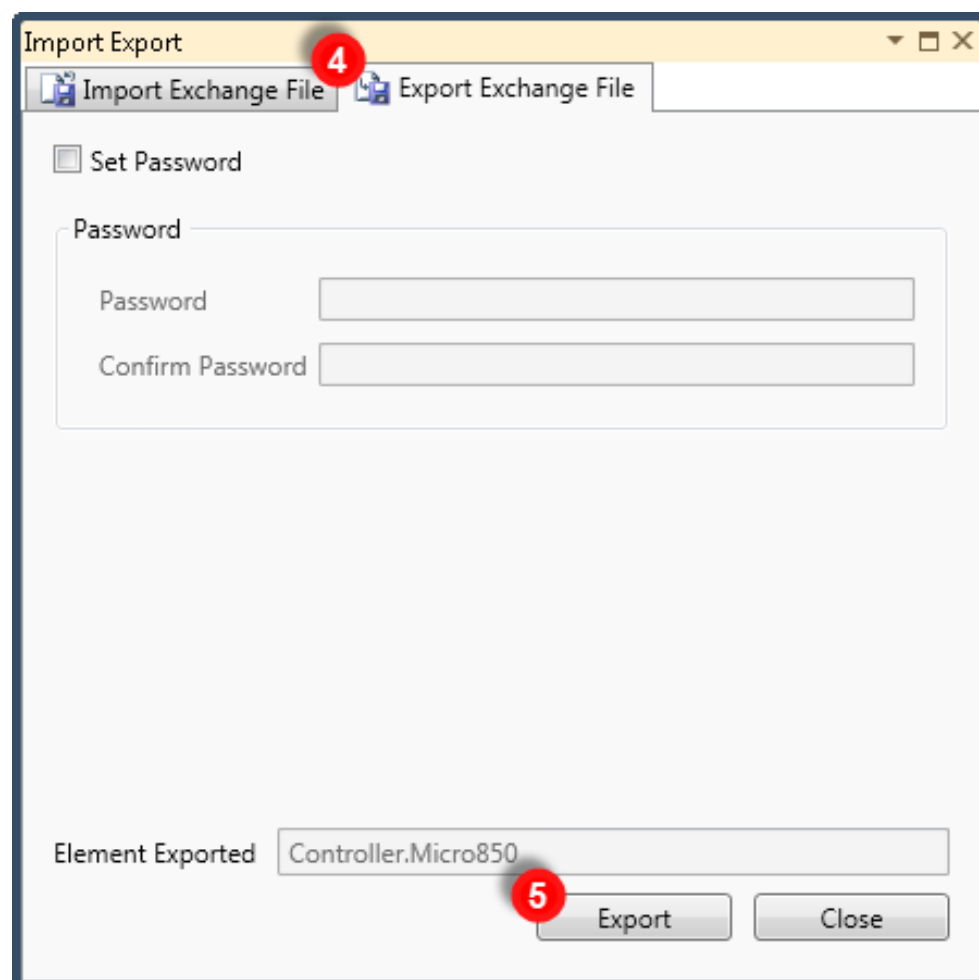 Import Export
4
Import Exchange File Export Exchange File
Set Password
Password
Password
Confirm Password
Element Exported Controller.Micro850
5
Export Close